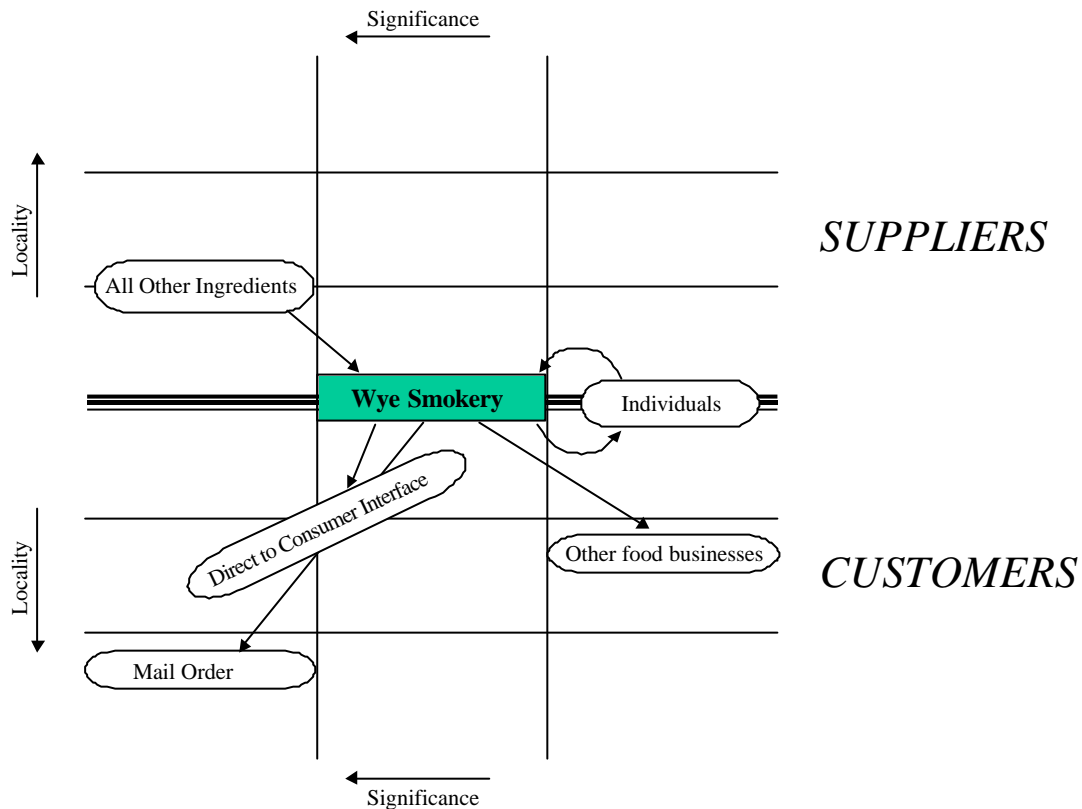 Significance
Locality
SUPPLIERS
All Other Ingredients
Wye Smokery
Individuals
Direct to Consumer Interface
Other food businesses
Locality
CUSTOMERS
Mail Order
Significance